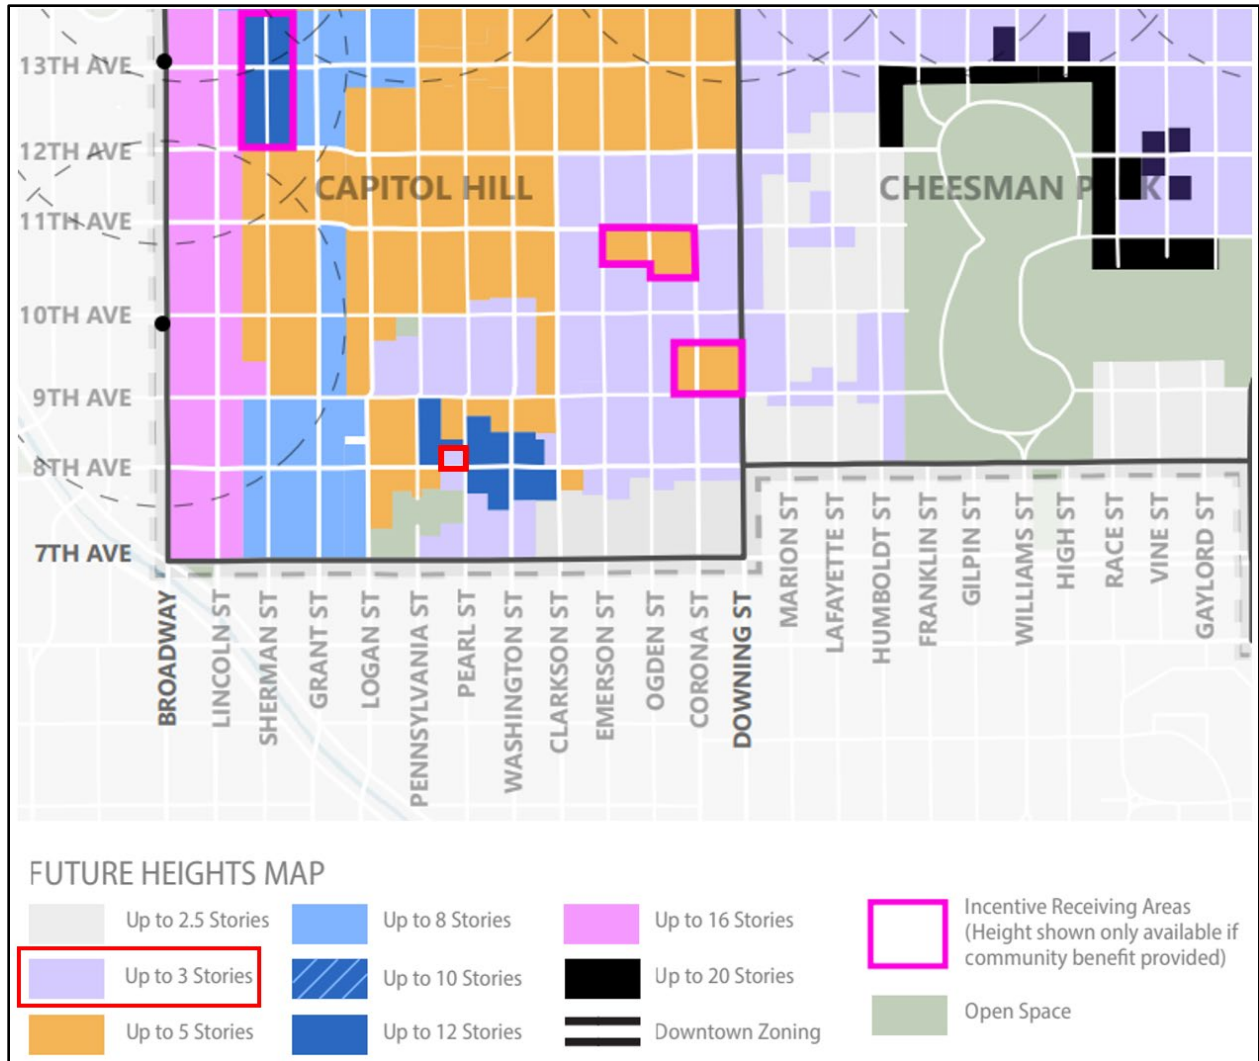 13TH AVE
12TH AVE
CAPITOL HILL
CHEESMAN P RK
11TH AVE
10TH AVE
9TH AVE
8TH AVE
7TH AVE
BROADWAY
LINCOLN ST
SHERMAN ST
GRANT ST
LOGAN ST
PENNSYLVANIA ST
PEARL ST
WASHINGTON ST
CLARKSON ST
EMERSON ST
OGDEN ST
CORONA ST
DOWNING ST
MARION ST
LAFAYETTE ST
HUMBOLDT ST
FRANKLIN ST
GILPIN ST
WILLIAMS ST
HIGH ST
RACE ST
VINE ST
GAYLORD ST
FUTURE HEIGHTS MAP
Up to 2.5 Stories
Up to 3 Stories
Up to 5 Stories
Up to 8 Stories
Up to 10 Stories
Up to 12 Stories
Up to 16 Stories
Up to 20 Stories
Downtown Zoning
Incentive Receiving Areas
(Height shown only available if
community benefit provided)
Open Space